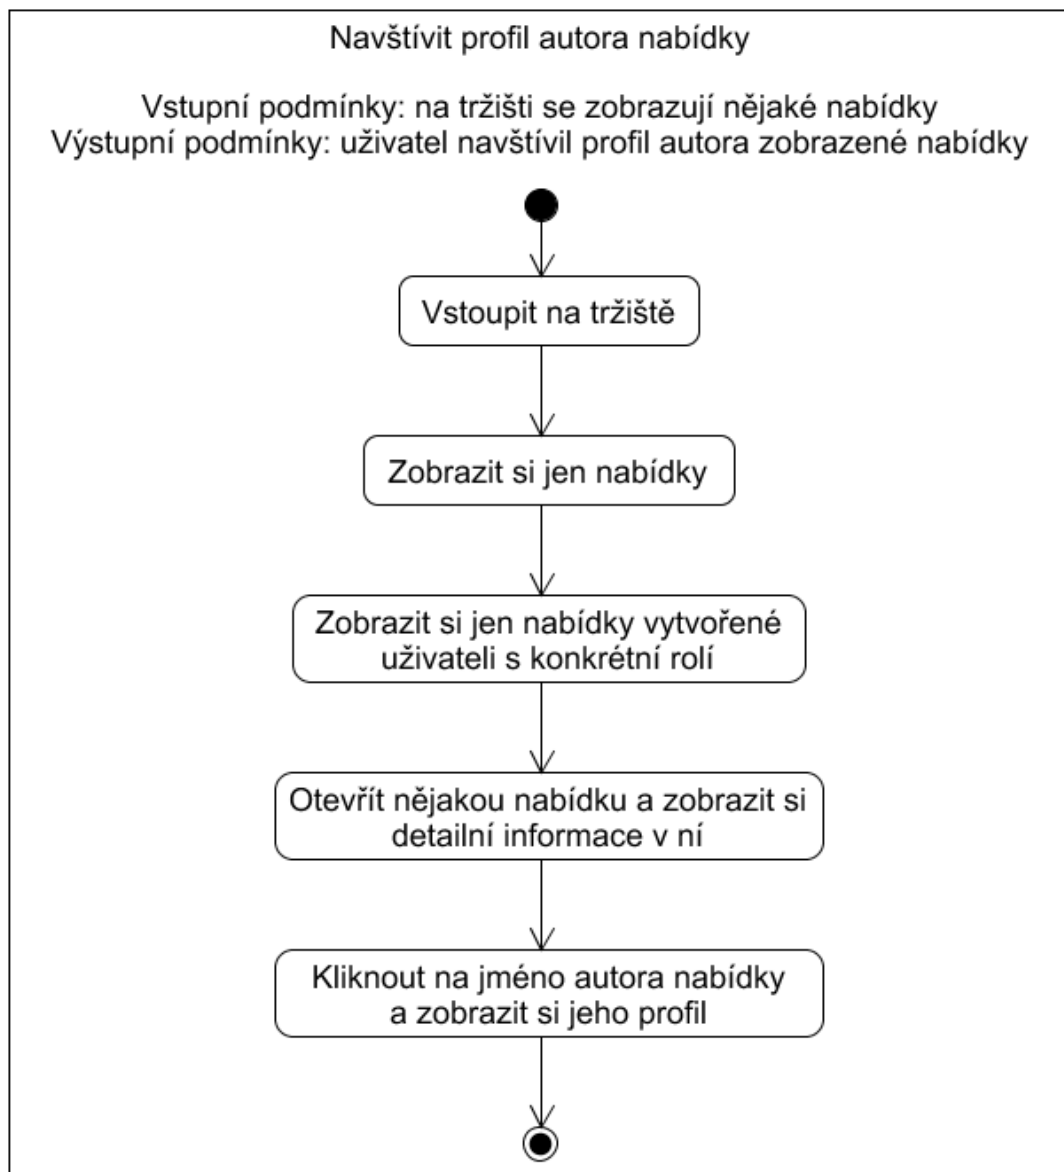 Navštívit profil autora nabídky
Vstupní podmínky: na tržišti se zobrazují nějaké nabídky
Výstupní podmínky: uživatel navštívil profil autora zobrazené nabídky
Vstoupit na tržiště
Zobrazit si jen nabídky
Zobrazit si jen nabídky vytvořené
uživateli s konkrétní rolí
Otevřít nějakou nabídku a zobrazit si
detailní informace v ní
Kliknout na jméno autora nabídky
a zobrazit si jeho profil